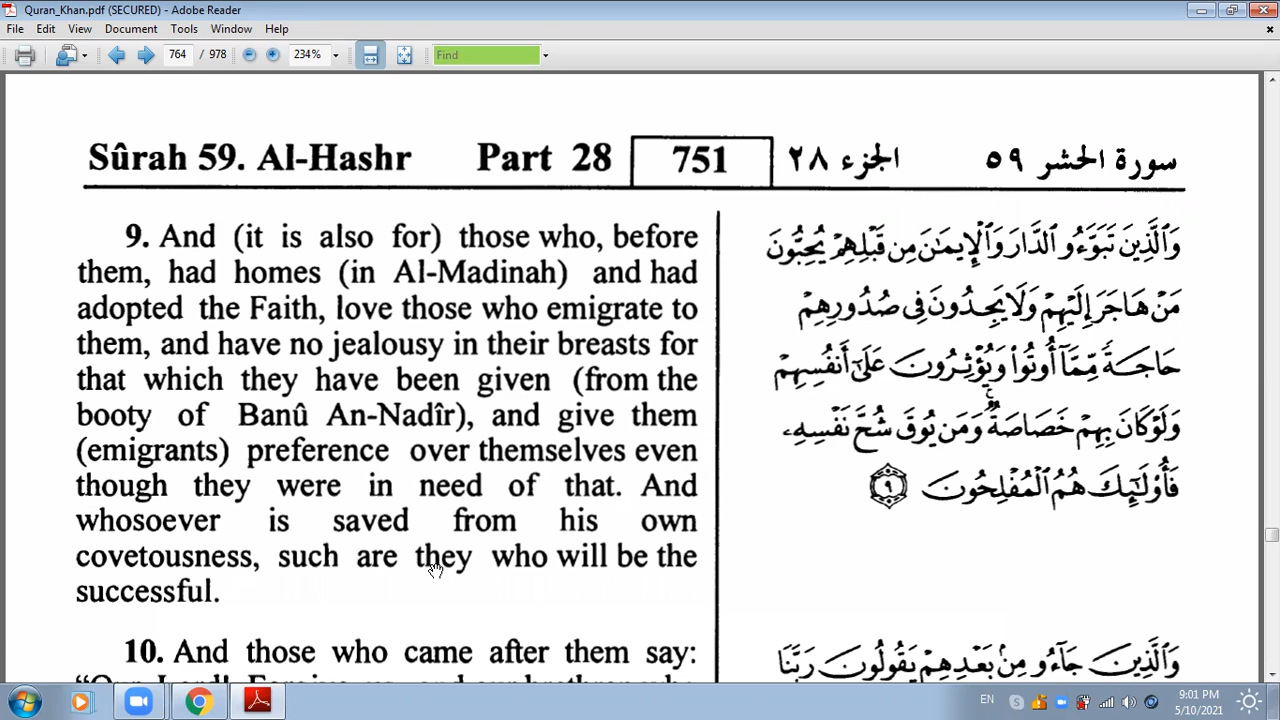 Quran_Khan.pdf (SECURED) - Adobe Reader
File Edit View Document Tools Window Help
764 / 978 234% Find
Sûrah 59. Al-Hashr Part 28 751 الجزء ٢٨ سورة الحشر ٥٩
9. And (it is also for) those who, before
them, had homes (in Al-Madinah) and had
adopted the Faith, love those who emigrate to
them, and have no jealousy in their breasts for
that which they have been given (from the
booty of Banû An-Nadîr), and give them
(emigrants) preference over themselves even
though they were in need of that. And
whosoever is saved from his own
covetousness, such are they who will be the
successful.
10. And those who came after them say:
وَٱلَّذِينَ تَبَوَّءُو ٱلدَّارَ وَٱلْإِيمَٰنَ مِن قَبْلِهِمْ يُحِبُّونَ
مَنْ هَاجَرَ إِلَيْهِمْ وَلَا يَجِدُونَ فِى صُدُورِهِمْ
حَاجَةً مِّمَّآ أُوتُوا۟ وَيُؤْثِرُونَ عَلَىٰٓ أَنفُسِهِمْ
وَلَوْ كَانَ بِهِمْ خَصَاصَةٌ ۚ وَمَن يُوقَ شُحَّ نَفْسِهِۦ
فَأُو۟لَٰٓئِكَ هُمُ ٱلْمُفْلِحُونَ ٩
وَٱلَّذِينَ جَآءُو مِنۢ بَعْدِهِمْ يَقُولُونَ رَبَّنَا
EN 9:01 PM
5/10/2021